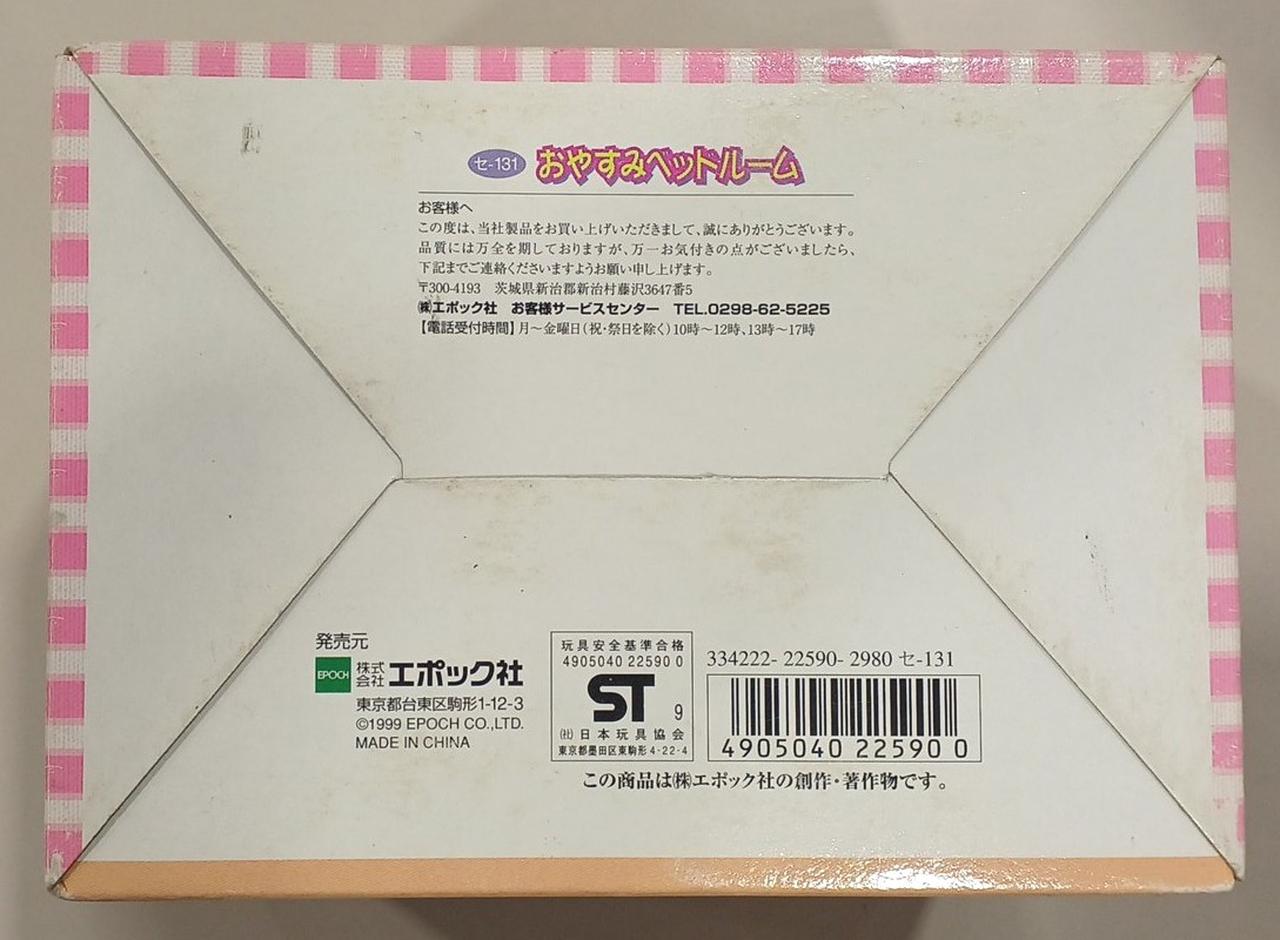 セ-131 おやすみベッドルーム
お客様へ
この度は、当社製品をお買い上げいただきまして、誠にありがとうございます。
品質には万全を期しておりますが、万一お気付きの点がございましたら、
下記までご連絡くださいますようお願い申し上げます。
〒300-4193 茨城県新治郡新治村藤沢3647番5
㈱エポック社 お客様サービスセンター TEL.0298-62-5225
【電話受付時間】月〜金曜日(祝・祭日を除く)10時〜12時、13時〜17時
発売元
EPOCH 株式会社 エポック社
東京都台東区駒形1-12-3
©1999 EPOCH CO.,LTD.
MADE IN CHINA
玩具安全基準合格
4905040 22590 0
ST 9
㈳日本玩具協会
東京都墨田区東駒形4-22-4
334222- 22590- 2980 セ-131
4905040 22590 0
この商品は㈱エポック社の創作・著作物です。